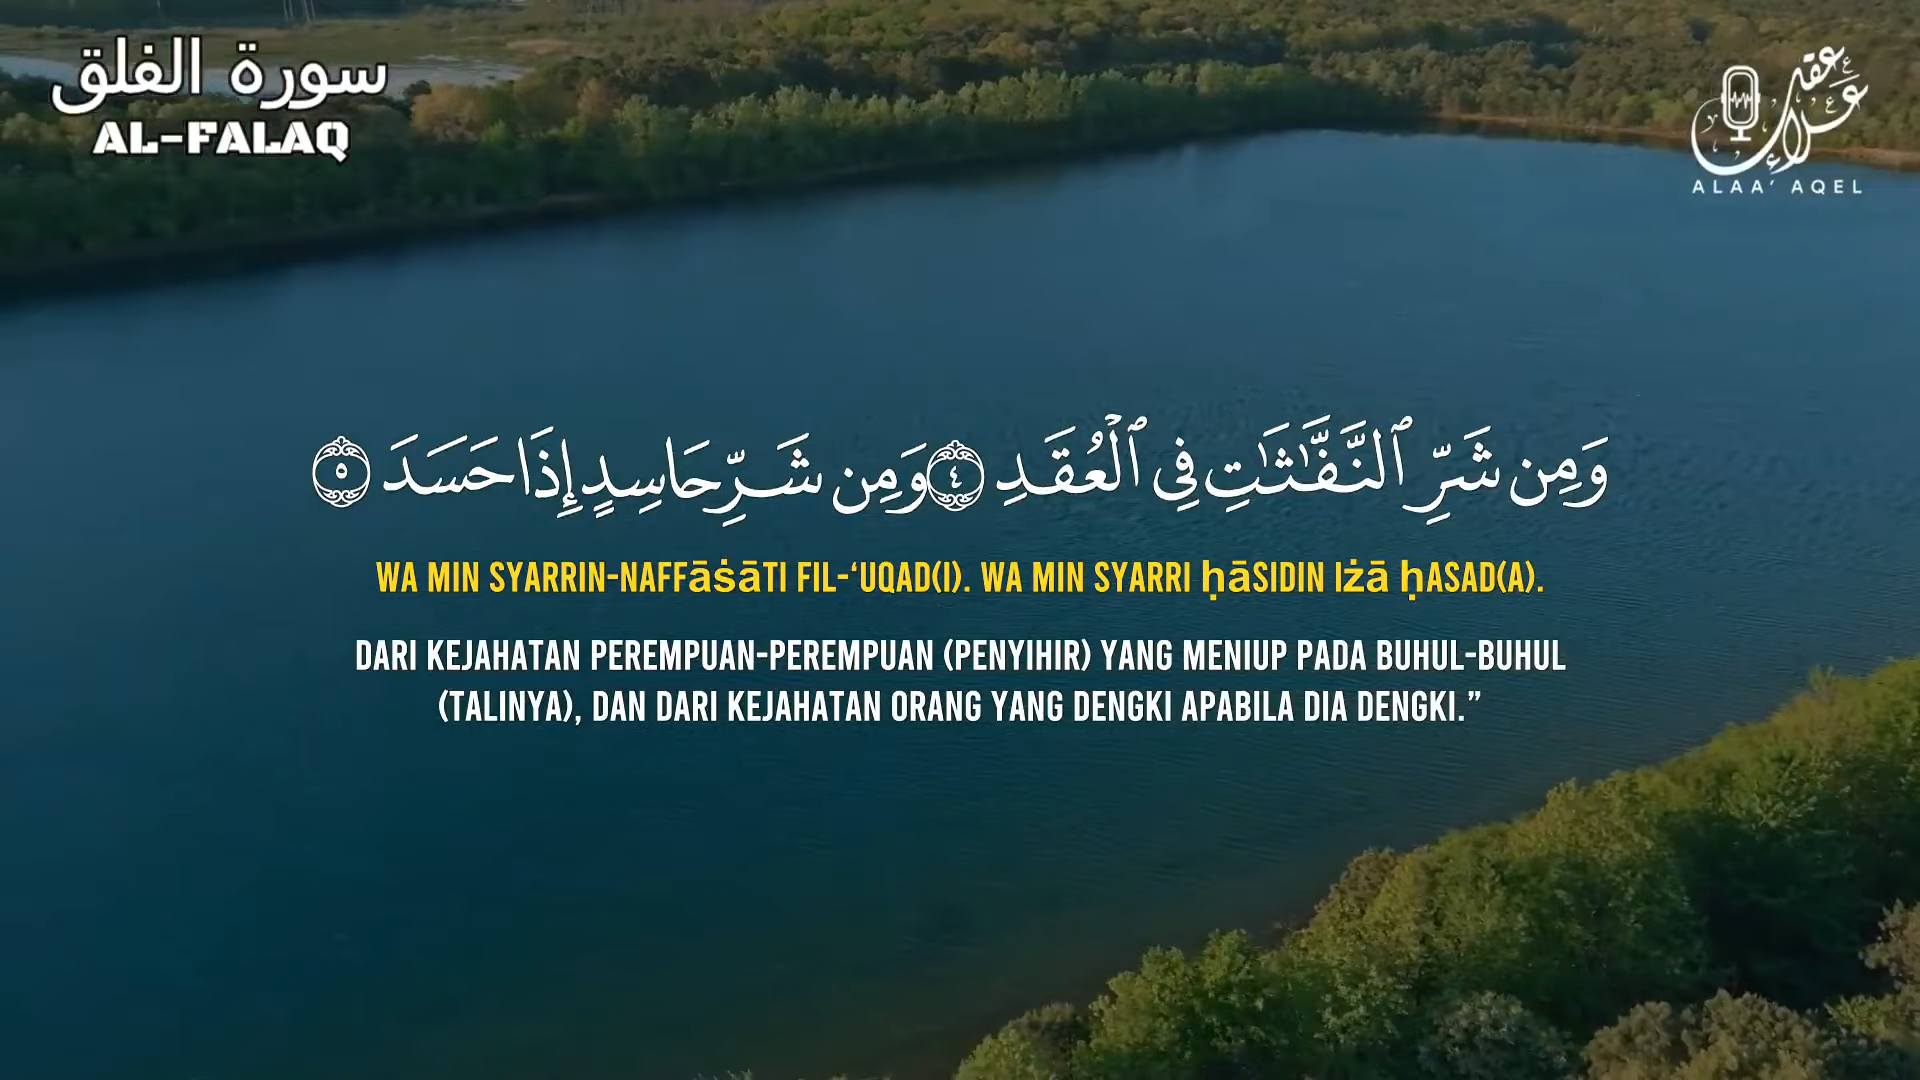 سورة الفلق
AL-FALAQ
علاء عقل
ALAA' AQEL
وَمِن شَرِّ ٱلنَّفَّـٰثَـٰتِ فِى ٱلْعُقَدِ ٤ وَمِن شَرِّ حَاسِدٍ إِذَا حَسَدَ ٥
WA MIN SYARRIN-NAFFāṡāTI FIL-‘UQAD(I). WA MIN SYARRI ḥāSIDIN IŻā ḥASAD(A).
DARI KEJAHATAN PEREMPUAN-PEREMPUAN (PENYIHIR) YANG MENIUP PADA BUHUL-BUHUL
(TALINYA), DAN DARI KEJAHATAN ORANG YANG DENGKI APABILA DIA DENGKI.”